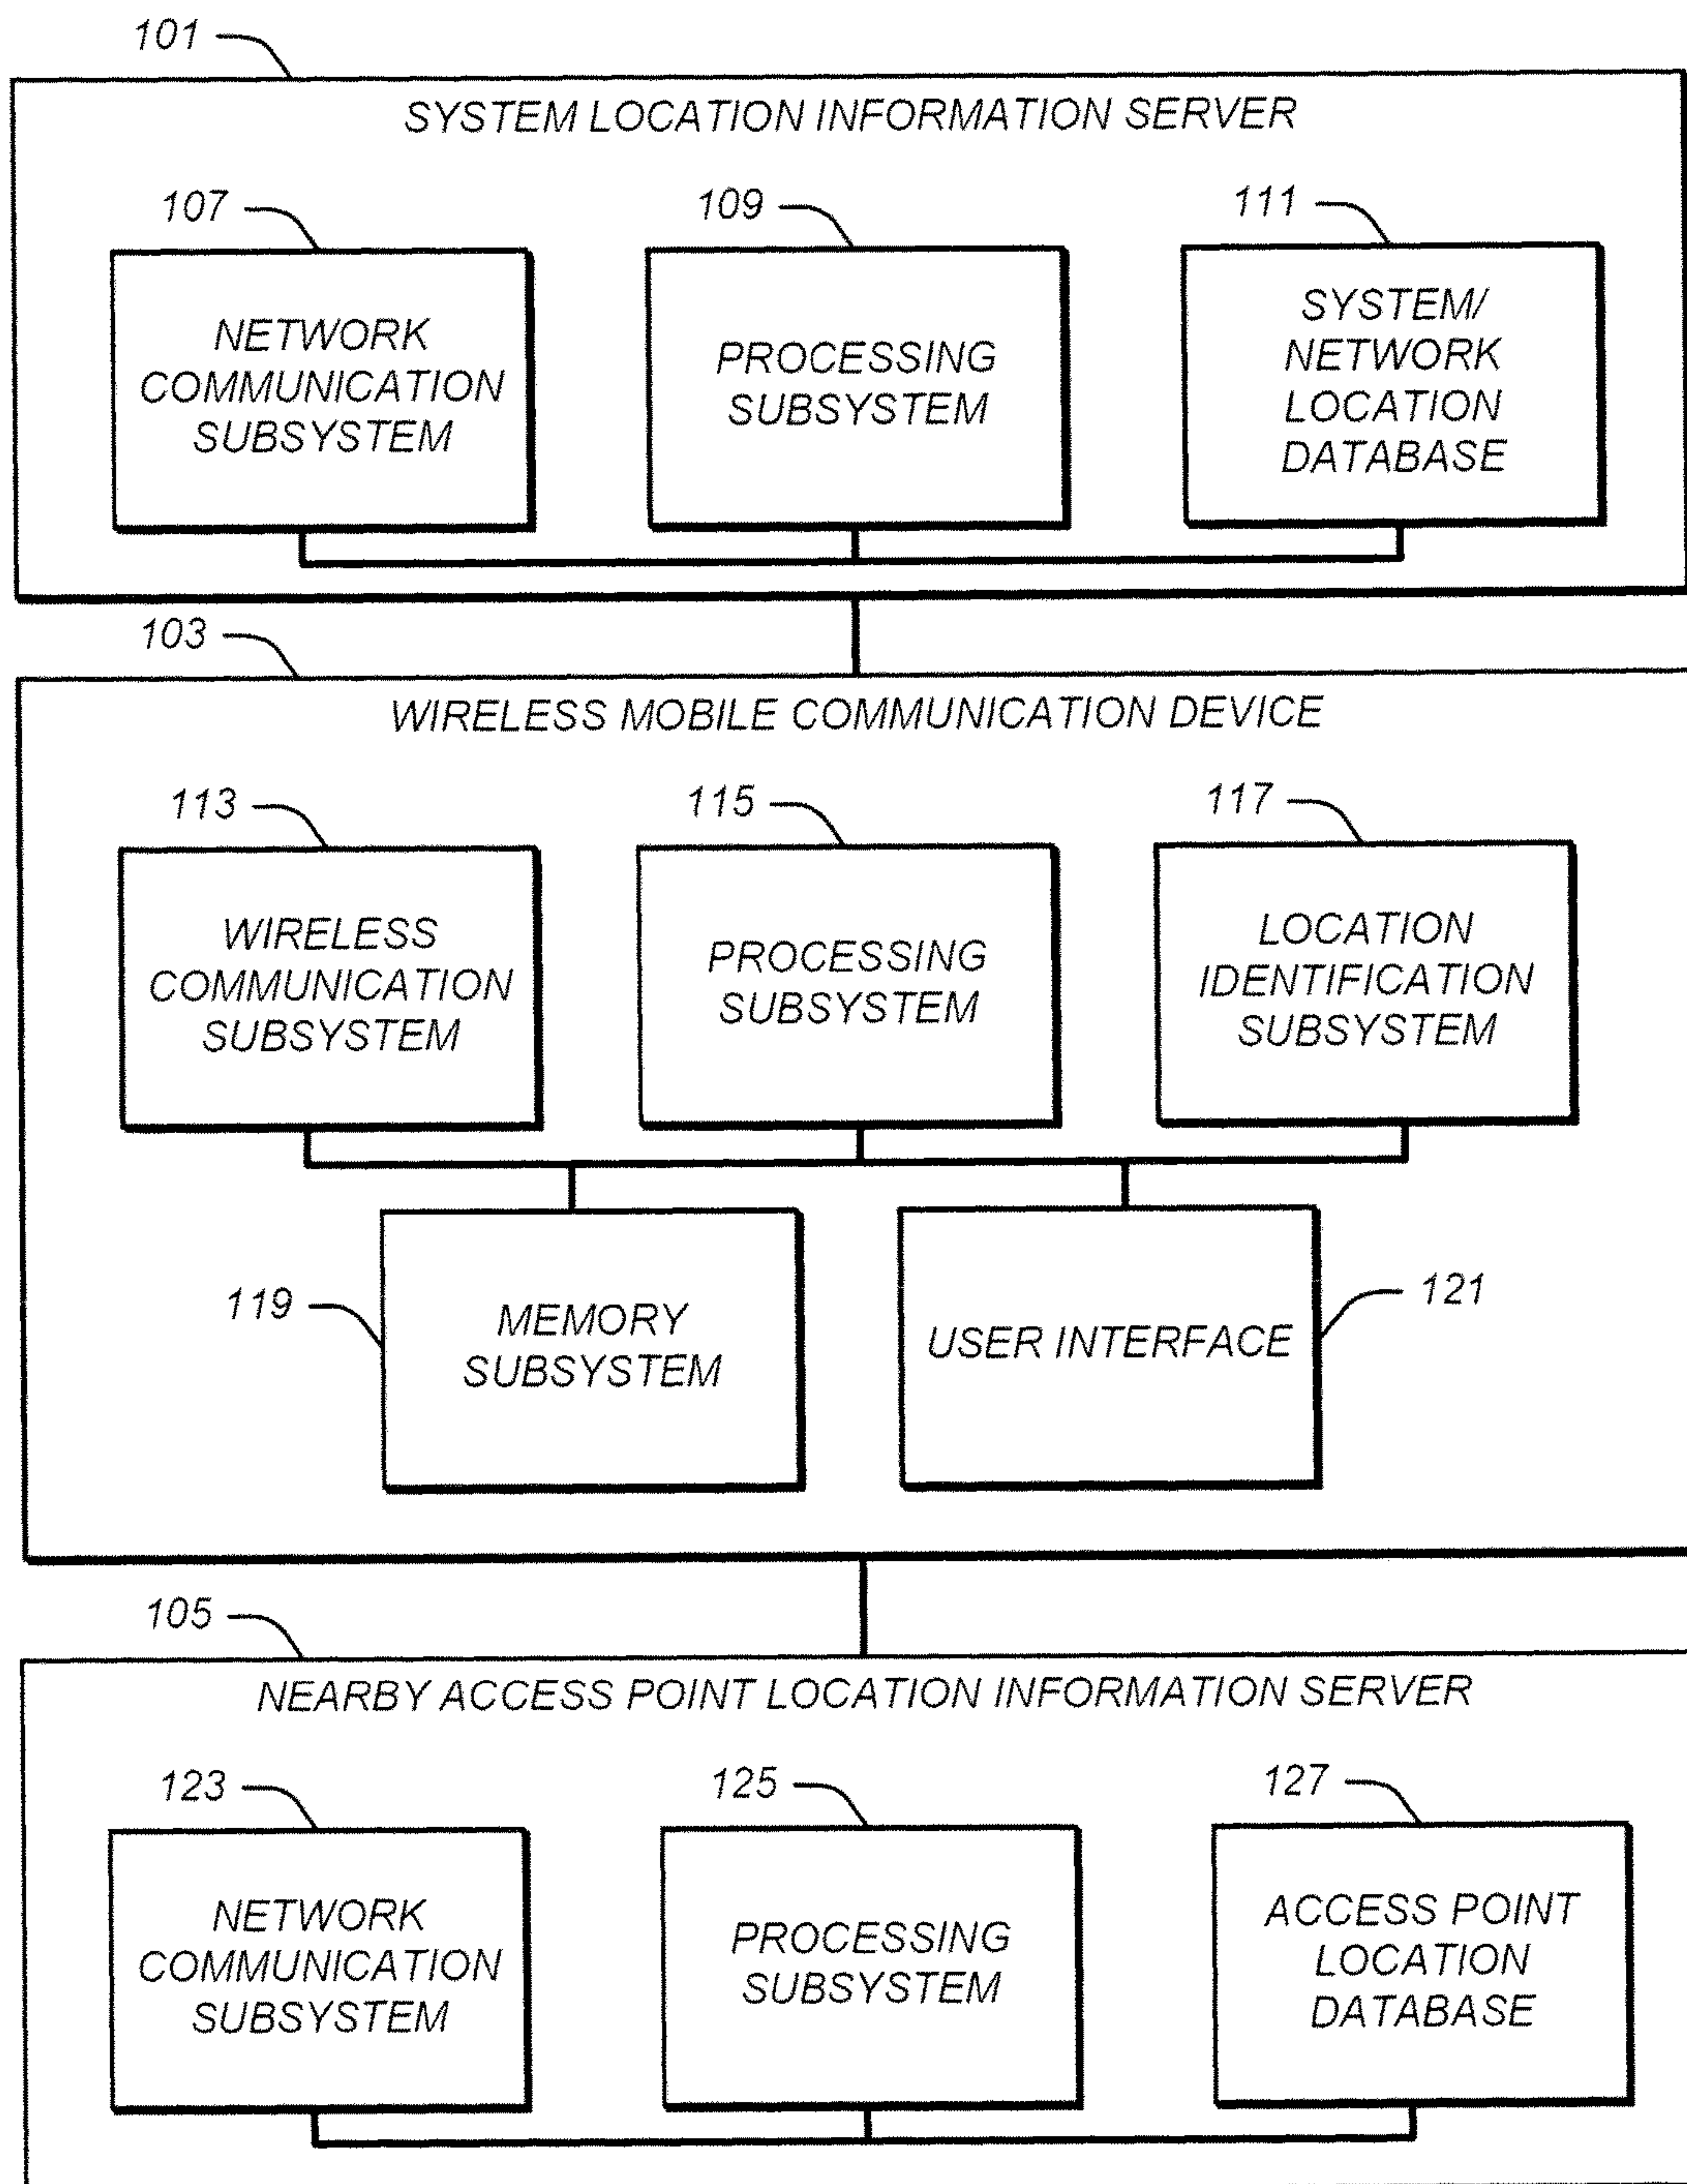 101
SYSTEM LOCATION INFORMATION SERVER
107
109
111
NETWORK
COMMUNICATION
SUBSYSTEM
PROCESSING
SUBSYSTEM
SYSTEM/
NETWORK
LOCATION
DATABASE
103
WIRELESS MOBILE COMMUNICATION DEVICE
113
115
117
WIRELESS
COMMUNICATION
SUBSYSTEM
PROCESSING
SUBSYSTEM
LOCATION
IDENTIFICATION
SUBSYSTEM
119
MEMORY
SUBSYSTEM
USER INTERFACE
121
105
NEARBY ACCESS POINT LOCATION INFORMATION SERVER
123
125
127
NETWORK
COMMUNICATION
SUBSYSTEM
PROCESSING
SUBSYSTEM
ACCESS POINT
LOCATION
DATABASE